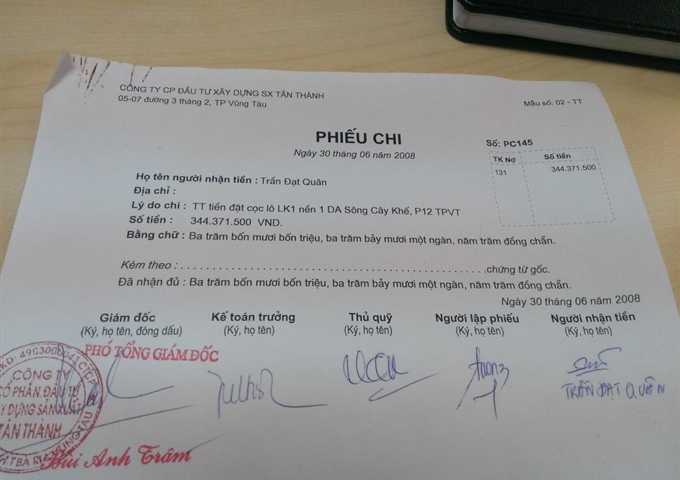 CÔNG TY CP ĐẦU TƯ XÂY DỰNG SX TÂN THÀNH
05-07 đường 3 tháng 2, TP Vũng Tàu
Mẫu số: 02 - TT
PHIẾU CHI
Ngày 30 tháng 06 năm 2008
Số: PC145
TK Nợ Số tiền
131 344.371.500
Họ tên người nhận tiền : Trần Đạt Quân
Địa chỉ :
Lý do chi : TT tiền đặt cọc lô LK1 nền 1 DA Sông Cây Khế, P12 TPVT
Số tiền : 344.371.500 VND.
Bằng chữ : Ba trăm bốn mươi bốn triệu, ba trăm bảy mươi một ngàn, năm trăm đồng chẵn.
Kèm theo : chứng từ gốc.
Đã nhận đủ : Ba trăm bốn mươi bốn triệu, ba trăm bảy mươi một ngàn, năm trăm đồng chẵn.
Ngày 30 tháng 06 năm 2008
Giám đốc Kế toán trưởng Thủ quỹ Người lập phiếu Người nhận tiền
(Ký, họ tên, đóng dấu) (Ký, họ tên) (Ký, họ tên) (Ký, họ tên) (Ký, họ tên)
PHÓ TỔNG GIÁM ĐỐC
CÔNG TY
CỔ PHẦN ĐẦU TƯ
XÂY DỰNG SẢN XUẤT
TÂN THÀNH
TRẦN ĐẠT QUÂN
Bùi Anh Trâm